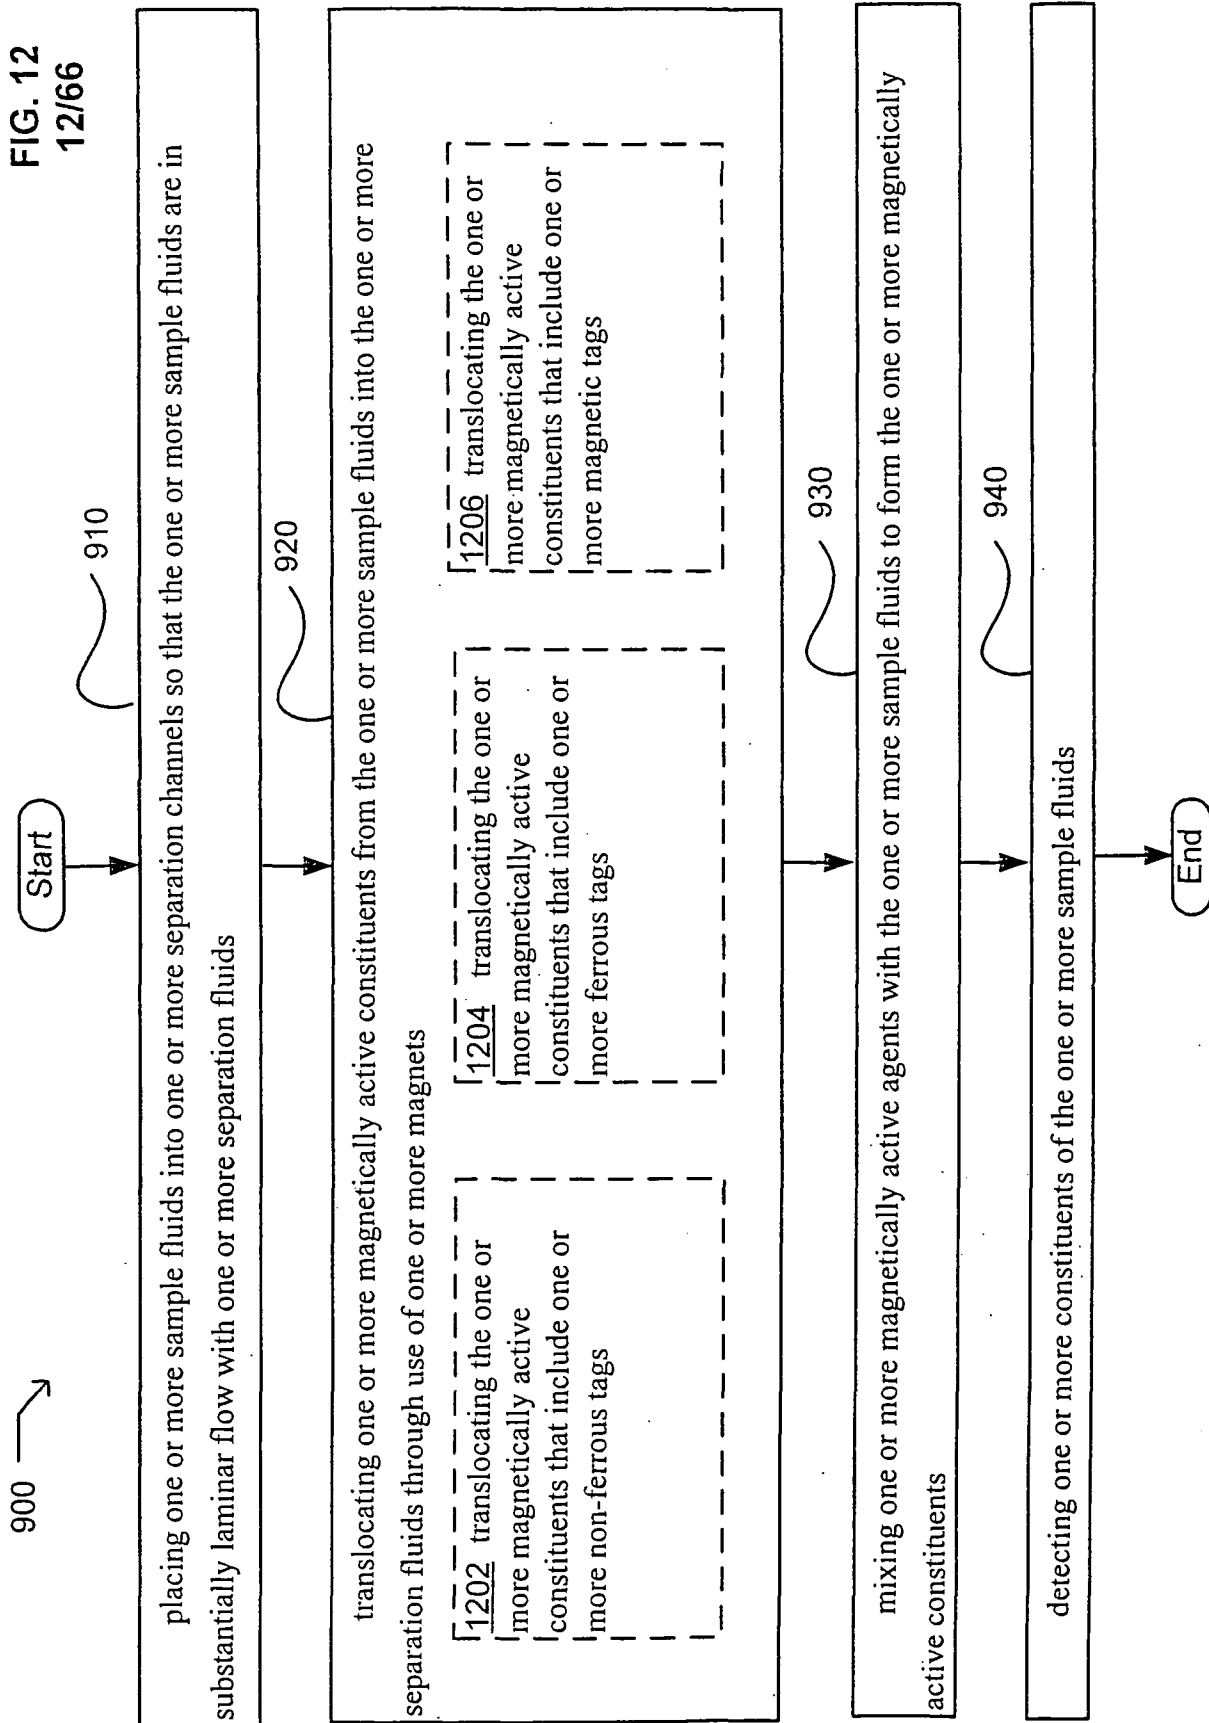 FIG. 12
12/66
900
Start
910
placing one or more sample fluids into one or more separation channels so that the one or more sample fluids are in
substantially laminar flow with one or more separation fluids
920
translocating one or more magnetically active constituents from the one or more sample fluids into the one or more
separation fluids through use of one or more magnets
1202 translocating the one or
more magnetically active
constituents that include one or
more non-ferrous tags
1204 translocating the one or
more magnetically active
constituents that include one or
more ferrous tags
1206 translocating the one or
more magnetically active
constituents that include one or
more magnetic tags
930
mixing one or more magnetically active agents with the one or more sample fluids to form the one or more magnetically
active constituents
940
detecting one or more constituents of the one or more sample fluids
End